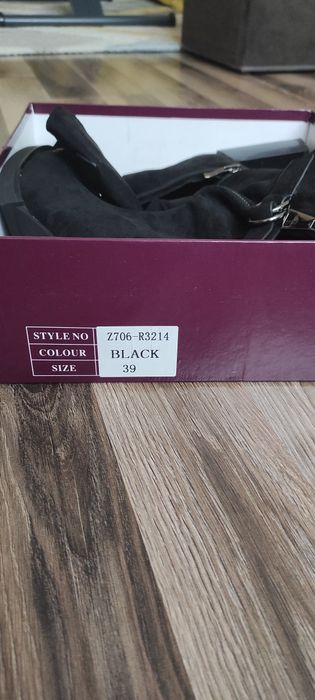 STYLE NO Z706-R3214
COLOUR BLACK
SIZE 39